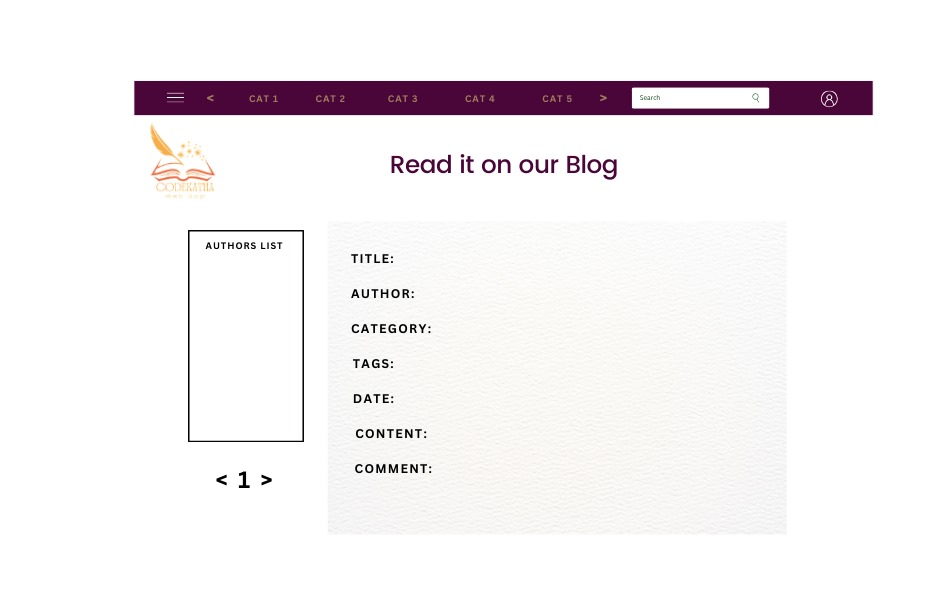 < CAT 1 CAT 2 CAT 3 CAT 4 CAT 5 > Search
CODEKATHA
Read it on our Blog
AUTHORS LIST
< 1 >
TITLE:
AUTHOR:
CATEGORY:
TAGS:
DATE:
CONTENT:
COMMENT: